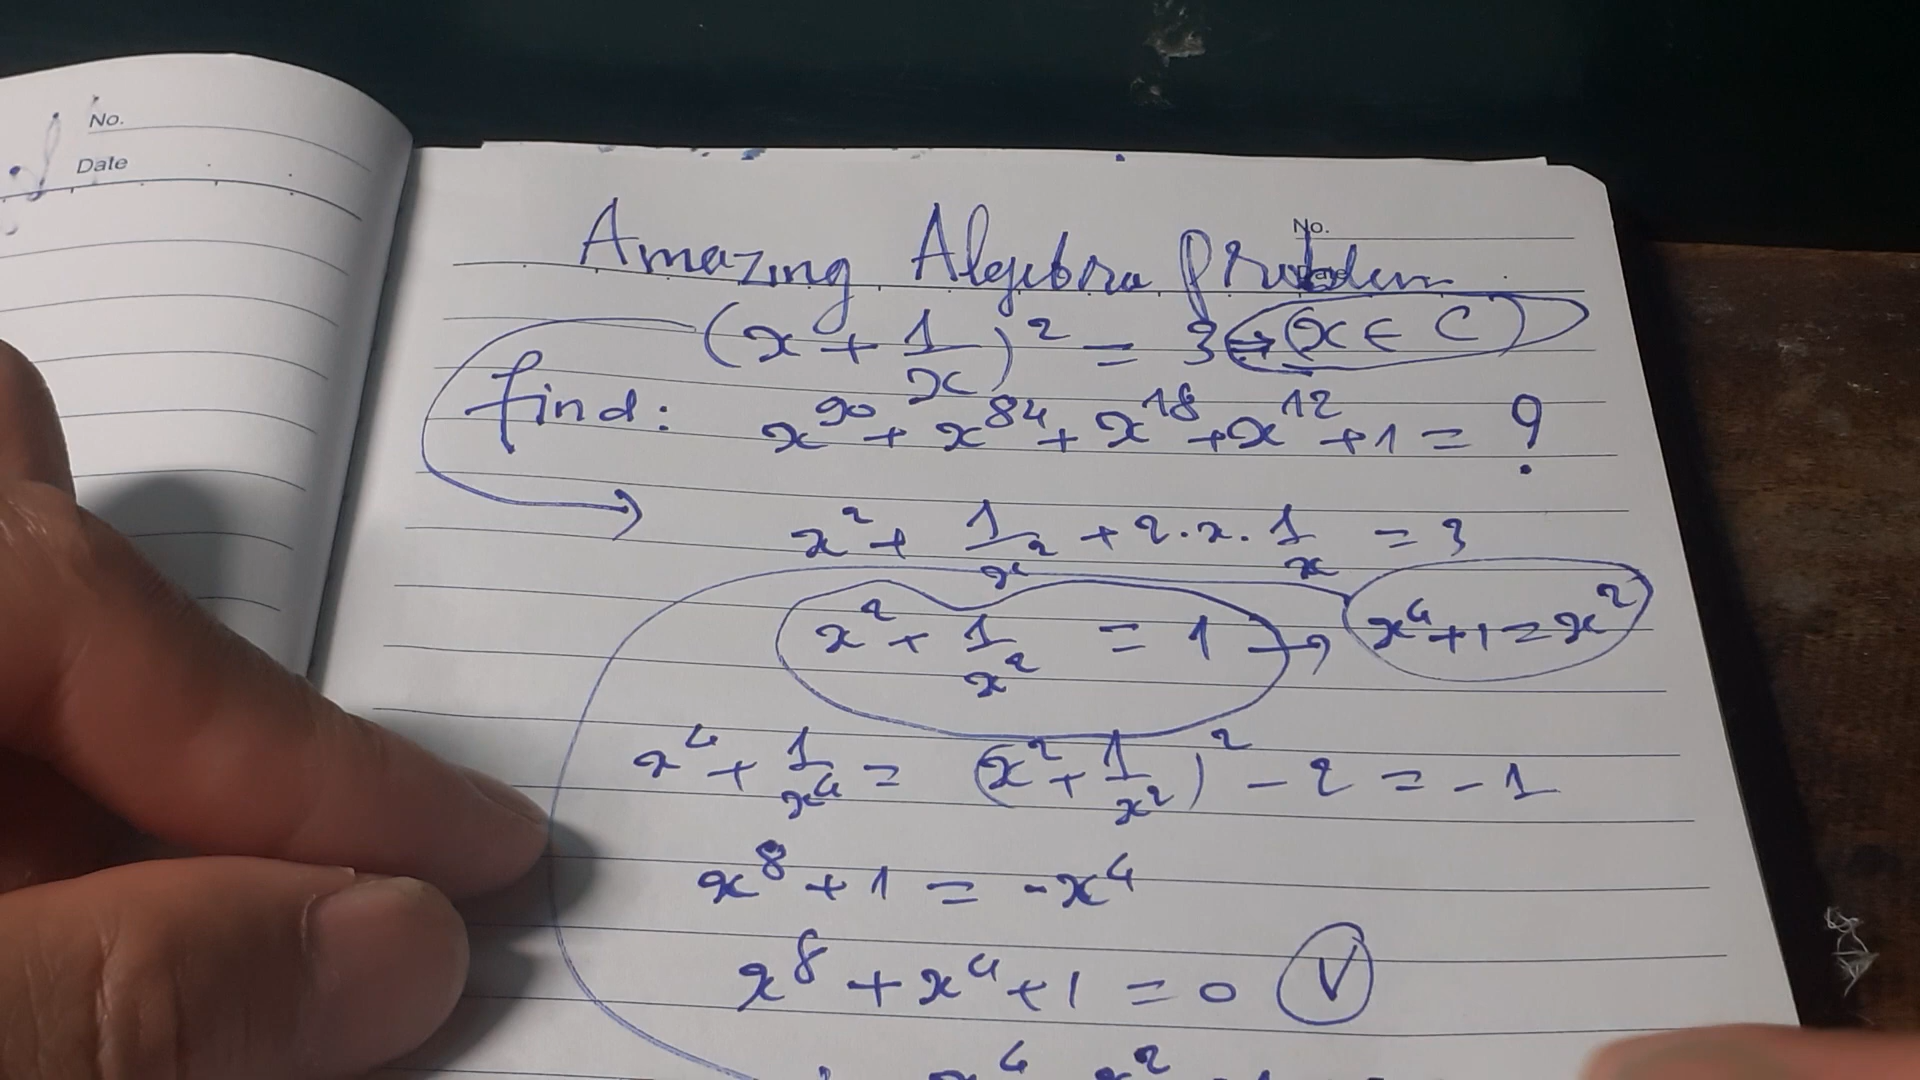 No.
Date
No.
Amazing Algebra Problem
(x + 1/x)² = 3 → (x ∈ C)
find: x⁹⁰ + x⁸⁴ + x¹⁸ + x¹² + 1 = ?
x² + 1/x² + 2·x·1/x = 3
x² + 1/x² = 1 → x⁴ + 1 = x²
x⁴ + 1/x⁴ = (x² + 1/x²)² - 2 = -1
x⁸ + 1 = -x⁴
x⁸ + x⁴ + 1 = 0 V